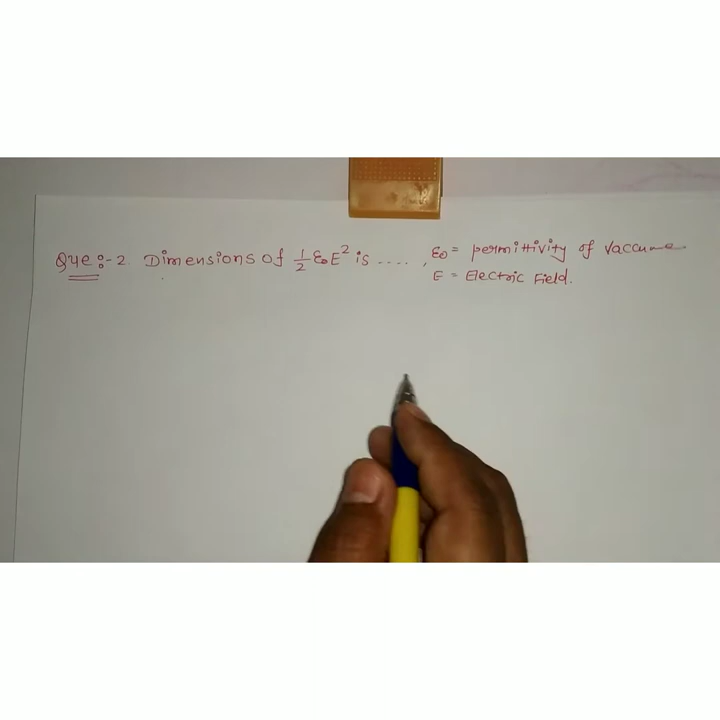 Que:-2. Dimensions of 1/2 ε0E² is ...., ε0 = permittivity of vaccume
E = Electric Field.